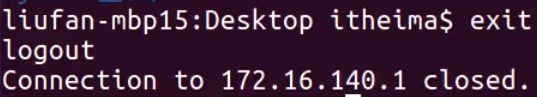 liufan-mbp15:Desktop itheima$ exit
logout
Connection to 172.16.140.1 closed.